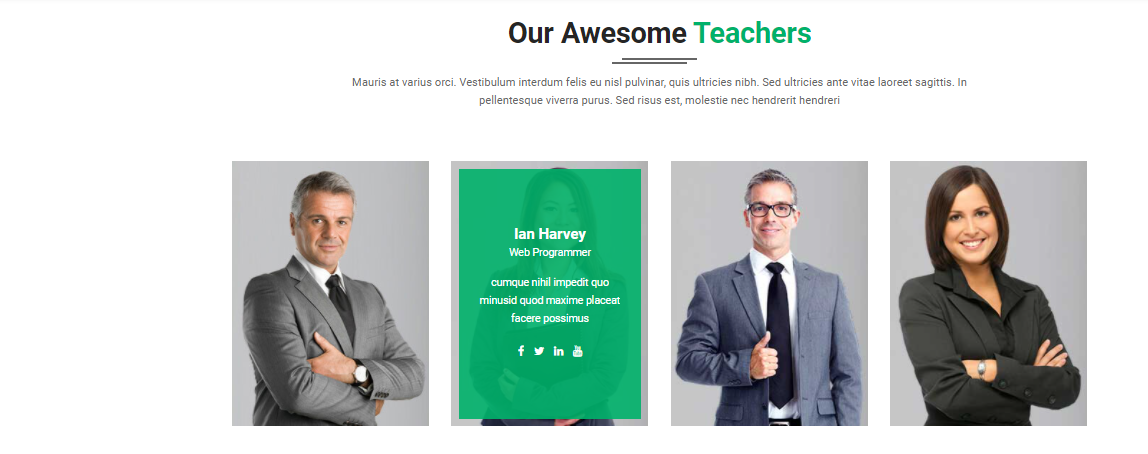 Our Awesome Teachers
Mauris at varius orci. Vestibulum interdum felis eu nisl pulvinar, quis ultricies nibh. Sed ultricies ante vitae laoreet sagittis. In
pellentesque viverra purus. Sed risus est, molestie nec hendrerit hendreri
Ian Harvey
Web Programmer
cumque nihil impedit quo
minusid quod maxime placeat
facere possimus